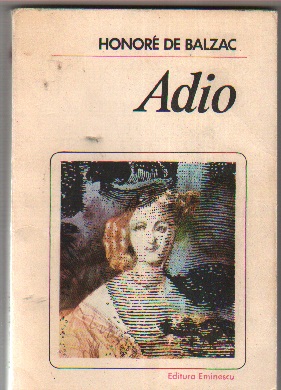 HONORÉ DE BALZAC
Adio
Editura Eminescu